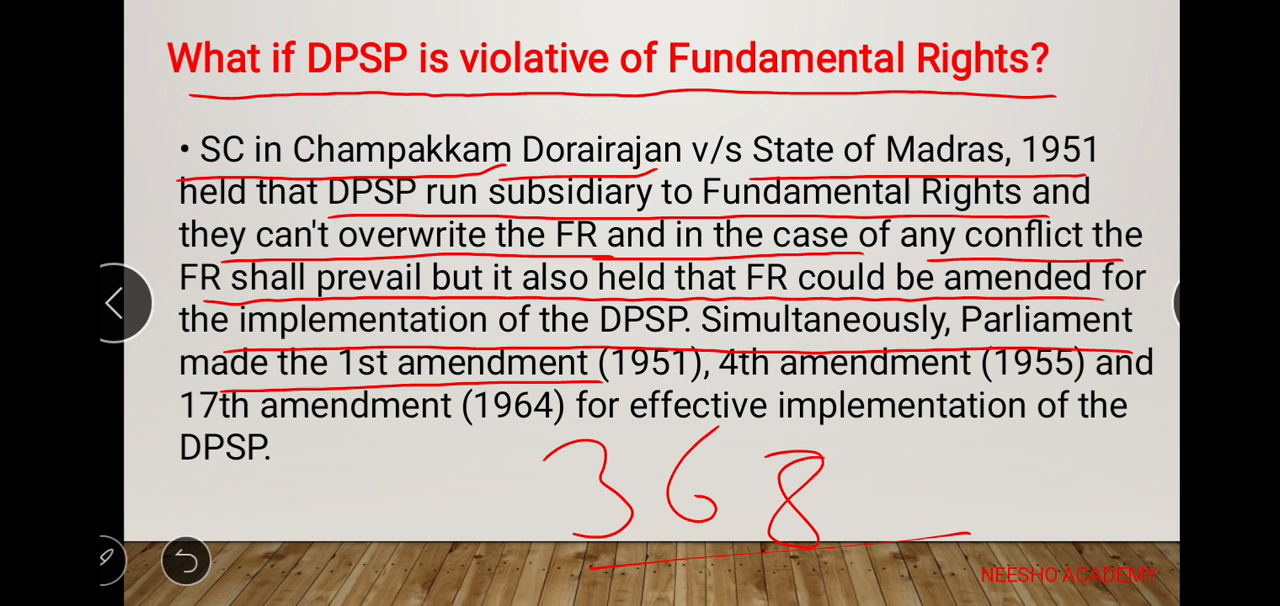 What if DPSP is violative of Fundamental Rights?
• SC in Champakkam Dorairajan v/s State of Madras, 1951
held that DPSP run subsidiary to Fundamental Rights and
they can't overwrite the FR and in the case of any conflict the
FR shall prevail but it also held that FR could be amended for
the implementation of the DPSP. Simultaneously, Parliament
made the 1st amendment (1951), 4th amendment (1955) and
17th amendment (1964) for effective implementation of the
DPSP.
368
NEESHO ACADEMY